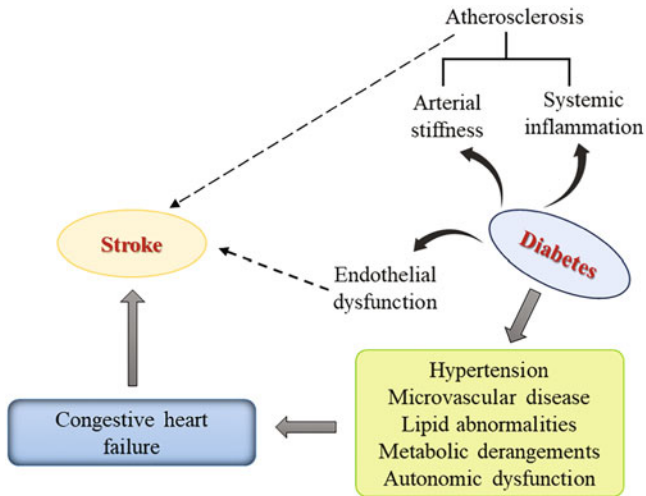 Atherosclerosis
Arterial
stiffness
Systemic
inflammation
Stroke
Diabetes
Endothelial
dysfunction
Hypertension
Microvascular disease
Lipid abnormalities
Metabolic derangements
Autonomic dysfunction
Congestive heart
failure